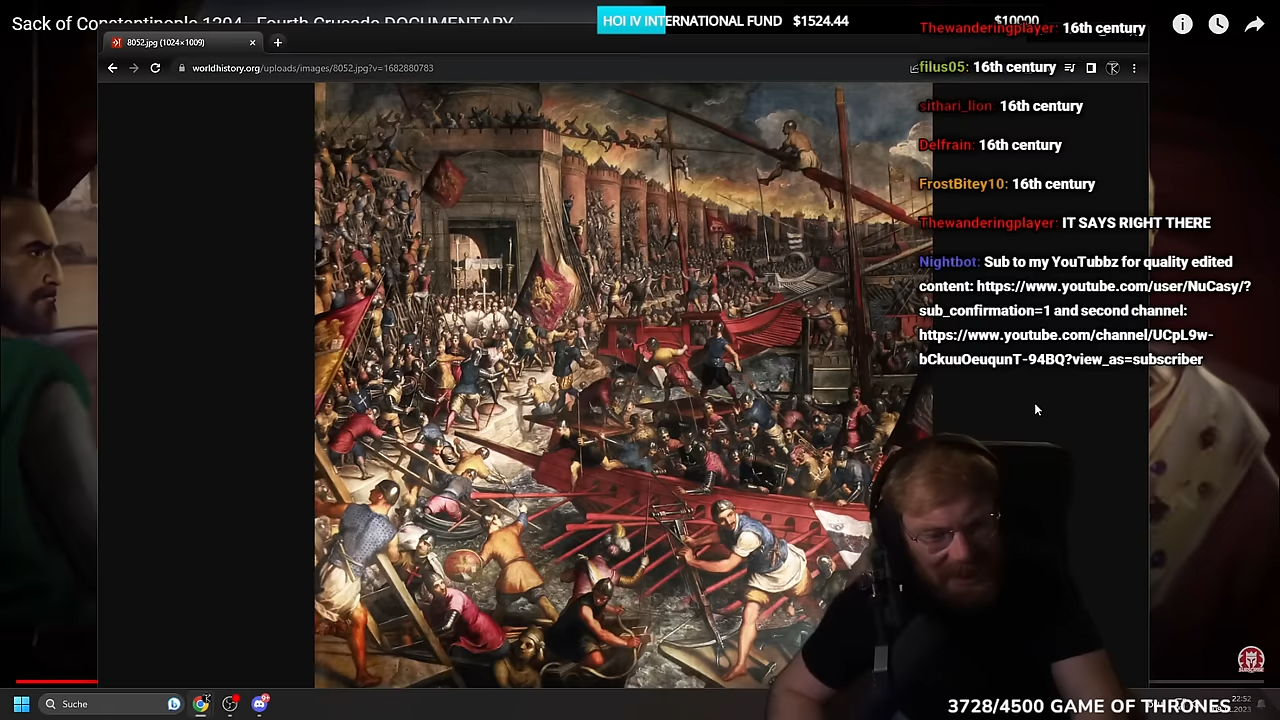 Sack of Constantinople 1204 - Fourth Crusade DOCUMENTARY
HOI IV INTERNATIONAL FUND $1524.44 $10000
8052.jpg (1024×1009)
worldhistory.org/uploads/images/8052.jpg?v=1682880783
Thewanderingplayer: 16th century
filus05: 16th century
sithari_lion 16th century
Delfrain: 16th century
FrostBitey10: 16th century
Thewanderingplayer: IT SAYS RIGHT THERE
Nightbot: Sub to my YouTubbz for quality edited
content: https://www.youtube.com/user/NuCasy/?
sub_confirmation=1 and second channel:
https://www.youtube.com/channel/UCpL9w-
bCkuuOeuqunT-94BQ?view_as=subscriber
SUBSCRIBE
Suche
22:52
3728/4500 GAME OF THRONES
2023